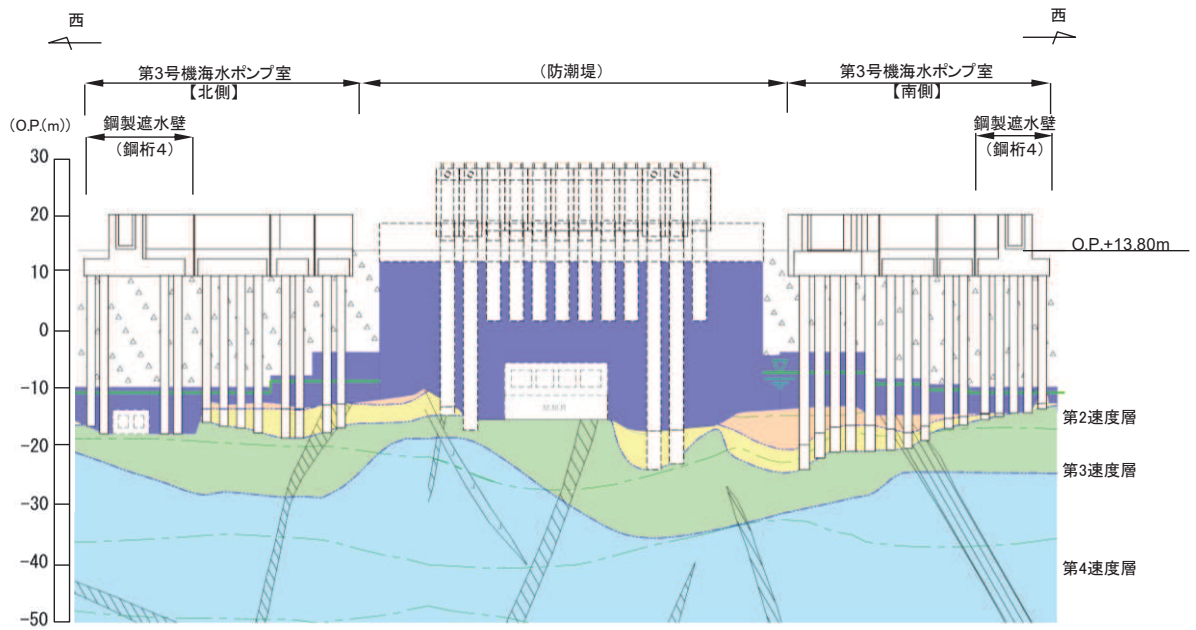 西
西
第3号機海水ポンプ室
【北側】
(防潮堤)
第3号機海水ポンプ室
【南側】
(O.P.(m))
鋼製遮水壁
(鋼桁4)
鋼製遮水壁
(鋼桁4)
30
20
O.P.+13.80m
10
0
-10
M.M.R
第2速度層
-20
第3速度層
-30
-40
第4速度層
-50